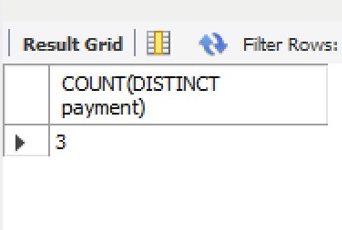 Result Grid Filter Rows:
COUNT(DISTINCT
payment)
3